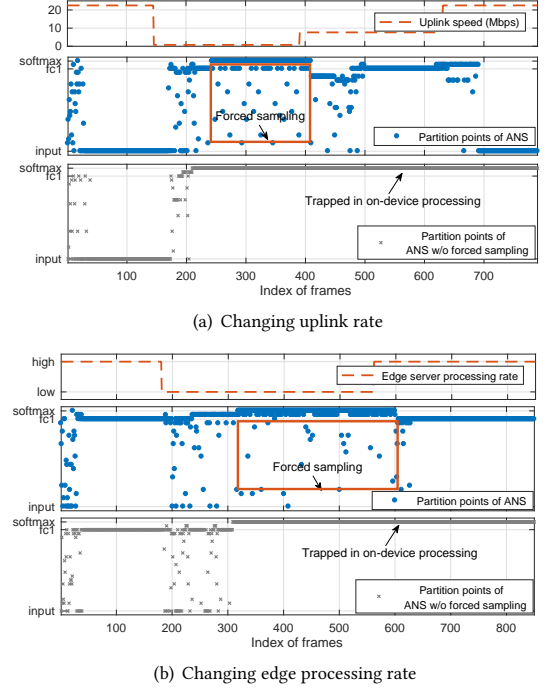 20
10
0
Uplink speed (Mbps)
softmax
fc1
input
Forced sampling
Partition points of ANS
softmax
fc1
input
Trapped in on-device processing
Partition points of
ANS w/o forced sampling
100 200 300 400 500 600 700
Index of frames
(a) Changing uplink rate
high
low
Edge server processing rate
softmax
fc1
input
Forced sampling
Partition points of ANS
softmax
fc1
input
Trapped in on-device processing
Partition points of
ANS w/o forced sampling
100 200 300 400 500 600 700 800
Index of frames
(b) Changing edge processing rate